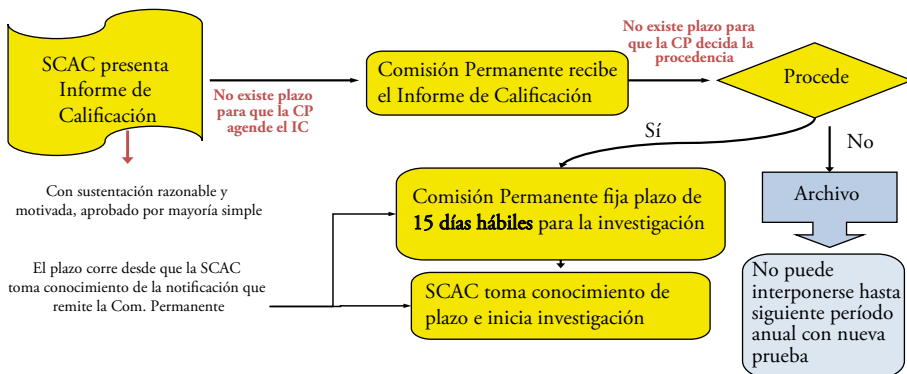 SCAC presenta
Informe de
Calificación
No existe plazo
para que la CP
agende el IC
Comisión Permanente recibe
el Informe de Calificación
No existe plazo para
que la CP decida la
procedencia
Procede
Sí
No
Con sustentación razonable y
motivada, aprobado por mayoría simple
Comisión Permanente fija plazo de
15 días hábiles para la investigación
Archivo
El plazo corre desde que la SCAC
toma conocimiento de la notificación que
remite la Com. Permanente
SCAC toma conocimiento de
plazo e inicia investigación
No puede
interponerse hasta
siguiente período
anual con nueva
prueba